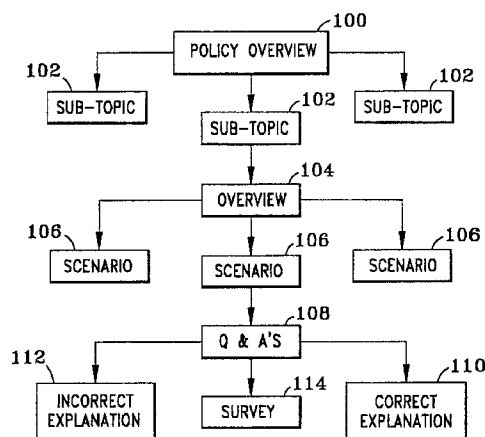 100
POLICY OVERVIEW
102
SUB-TOPIC
102
SUB-TOPIC
102
SUB-TOPIC
104
OVERVIEW
106
SCENARIO
106
SCENARIO
106
SCENARIO
108
Q & A'S
112
INCORRECT
EXPLANATION
114
SURVEY
110
CORRECT
EXPLANATION